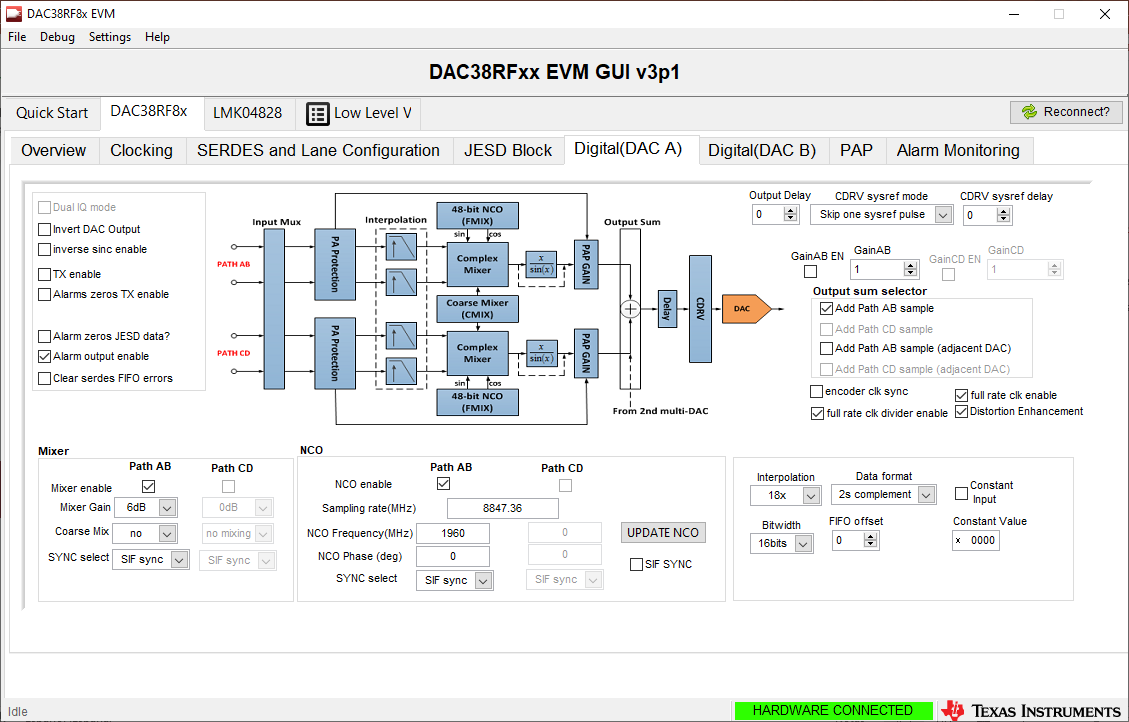 DAC38RF8x EVM
File Debug Settings Help
DAC38RFxx EVM GUI v3p1
Quick Start DAC38RF8x LMK04828 Low Level V Reconnect?
Overview Clocking SERDES and Lane Configuration JESD Block Digital(DAC A) Digital(DAC B) PAP Alarm Monitoring
Dual IQ mode
Invert DAC Output
inverse sinc enable
TX enable
Alarms zeros TX enable
Alarm zeros JESD data?
Alarm output enable
Clear serdes FIFO errors
Input Mux
Interpolation
48-bit NCO
(FMIX)
sin cos
Output Sum
PATH AB
PA Protection
Complex
Mixer
x
sin(x)
PAP GAIN
Coarse Mixer
(CMIX)
Delay
CDRV
DAC
PATH CD
PA Protection
Complex
Mixer
x
sin(x)
PAP GAIN
sin cos
48-bit NCO
(FMIX)
From 2nd multi-DAC
Output Delay CDRV sysref mode CDRV sysref delay
0 Skip one sysref pulse 0
GainAB EN GainAB GainCD EN GainCD
1 1
Output sum selector
Add Path AB sample
Add Path CD sample
Add Path AB sample (adjacent DAC)
Add Path CD sample (adjacent DAC)
encoder clk sync full rate clk enable
full rate clk divider enable Distortion Enhancement
Mixer
Path AB Path CD
Mixer enable
Mixer Gain 6dB 0dB
Coarse Mix no no mixing
SYNC select SIF sync SIF sync
NCO
Path AB Path CD
NCO enable
Sampling rate(MHz) 8847.36
NCO Frequency(MHz) 1960 0 UPDATE NCO
NCO Phase (deg) 0 0 SIF SYNC
SYNC select SIF sync SIF sync
Interpolation Data format
18x 2s complement Constant Input
Bitwidth FIFO offset Constant Value
16bits 0 x 0000
Idle HARDWARE CONNECTED TEXAS INSTRUMENTS